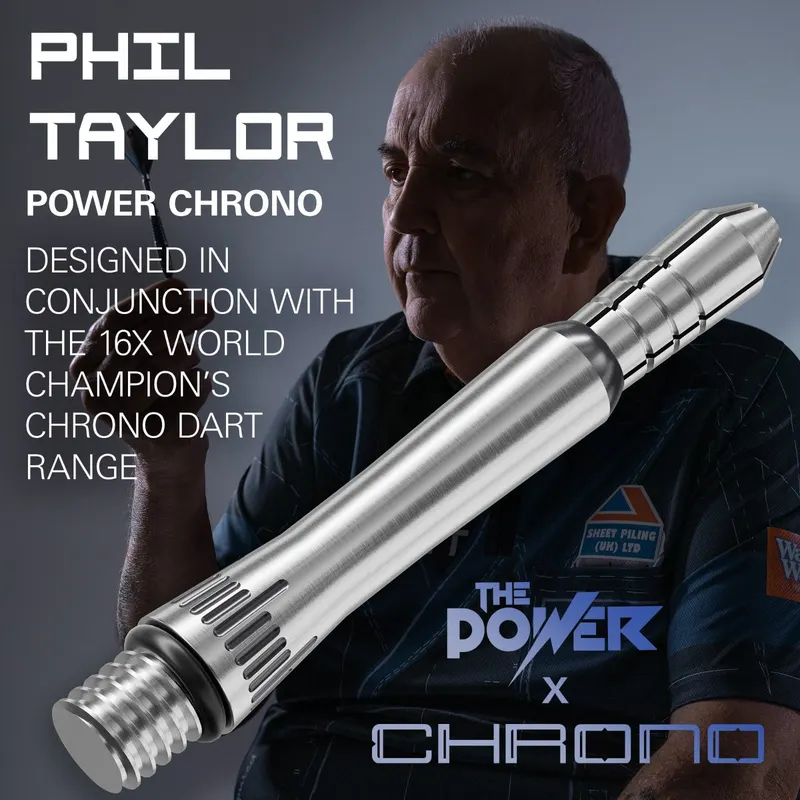 PHIL
TAYLOR
POWER CHRONO
DESIGNED IN
CONJUNCTION WITH
THE 16X WORLD
CHAMPION'S
CHRONO DART
RANGE
SHEET PILING
(UK) LTD
THE
POWER
X
CHRONO